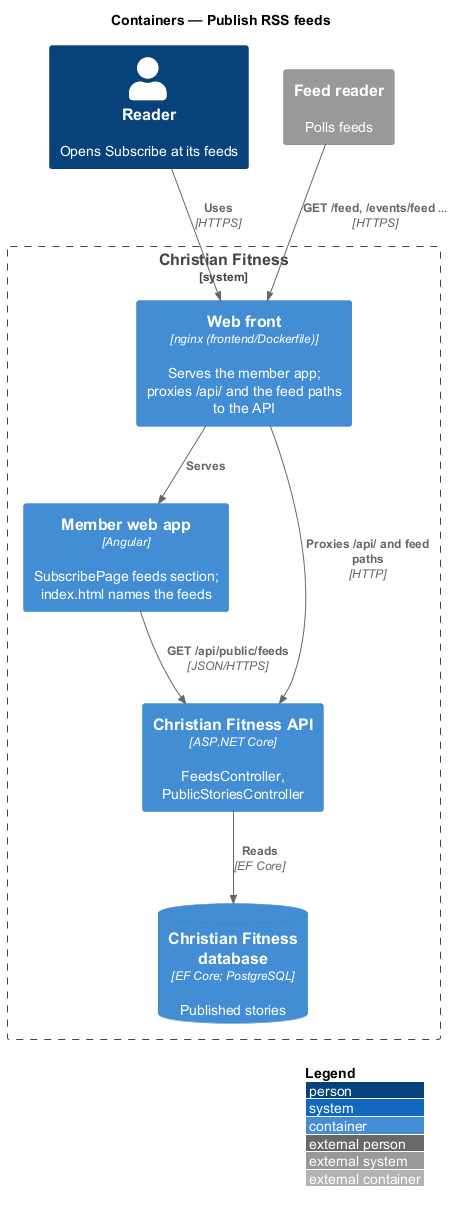 Containers — Publish RSS feeds
Reader
Opens Subscribe at its feeds
Feed reader
Polls feeds
Uses
[HTTPS]
GET /feed, /events/feed ...
[HTTPS]
Christian Fitness
[system]
Web front
[nginx (frontend/Dockerfile)]
Serves the member app;
proxies /api/ and the feed paths
to the API
Serves
Member web app
[Angular]
SubscribePage feeds section;
index.html names the feeds
Proxies /api/ and feed
paths
[HTTP]
GET /api/public/feeds
[JSON/HTTPS]
Christian Fitness API
[ASP.NET Core]
FeedsController,
PublicStoriesController
Reads
[EF Core]
Christian Fitness
database
[EF Core; PostgreSQL]
Published stories
Legend
person
system
container
external person
external system
external container